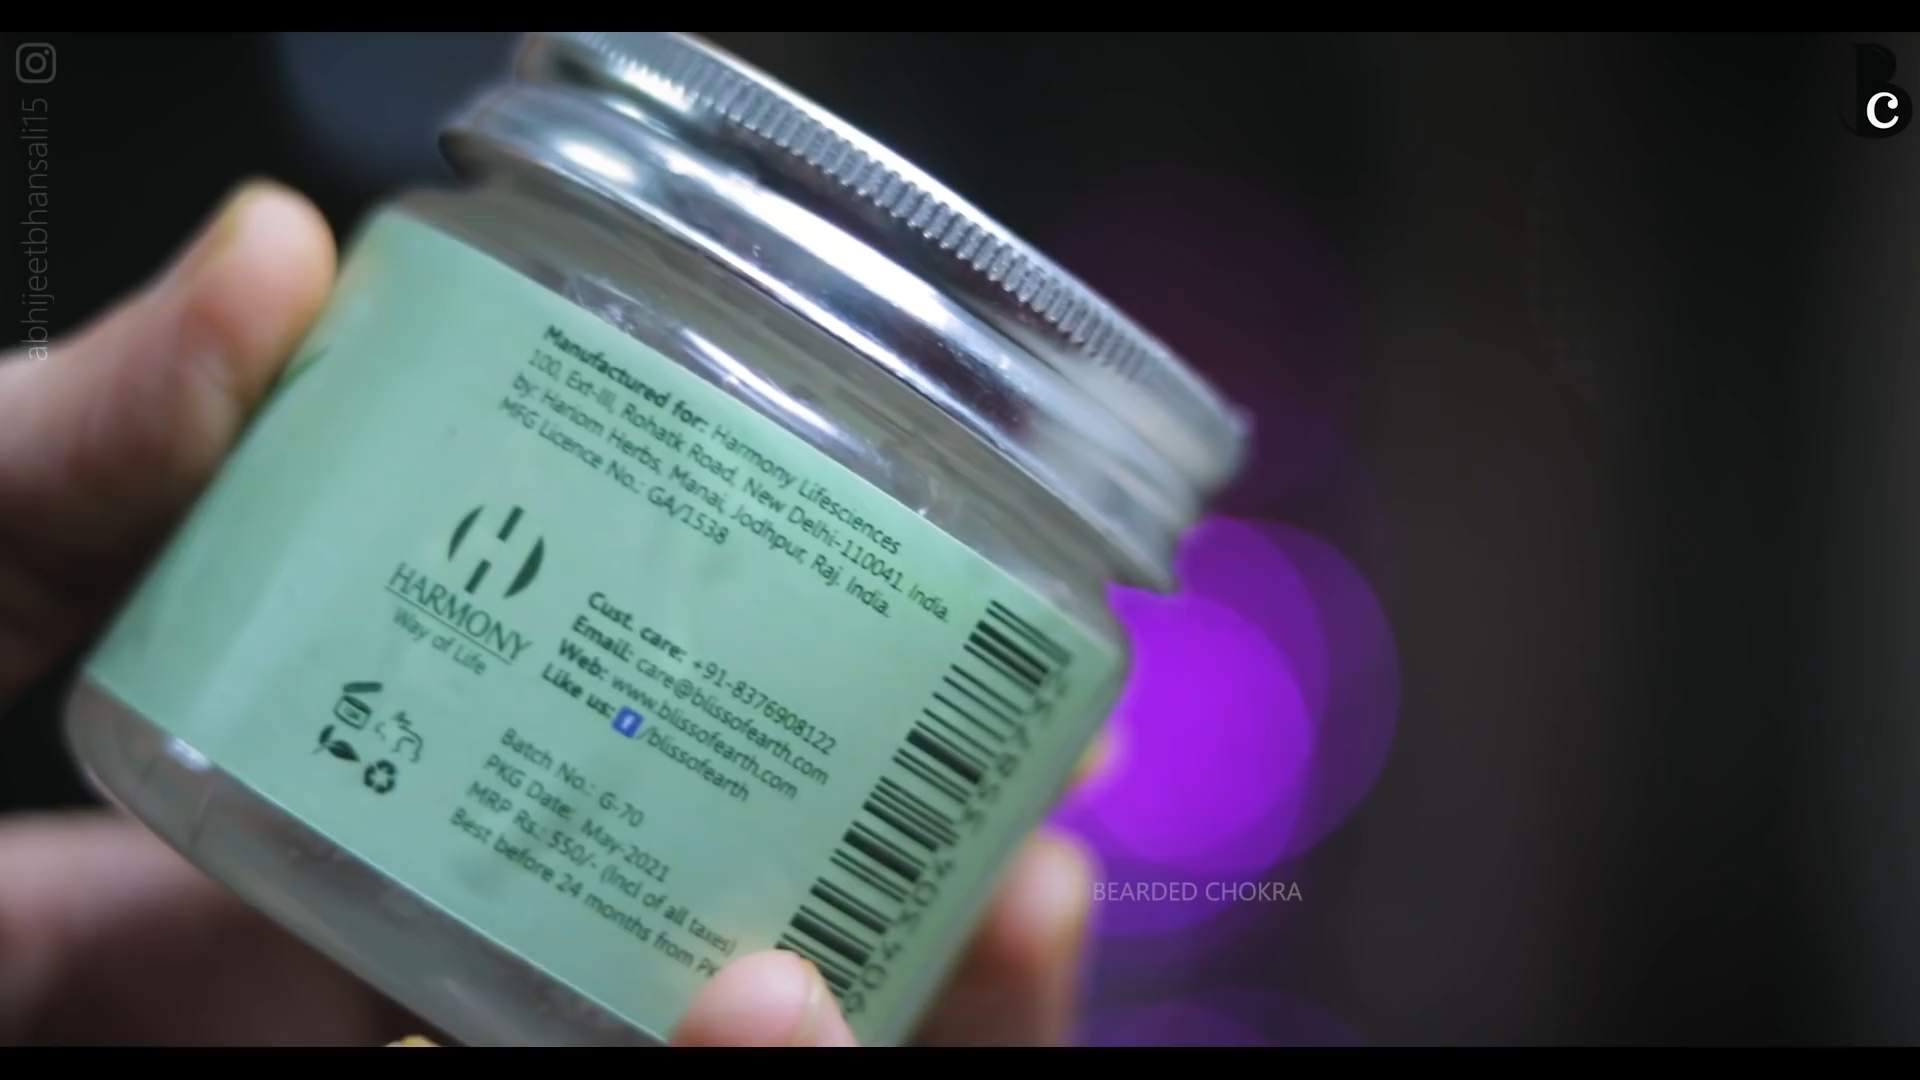 abhijeetbhansali15
BC
Manufactured for: Harmony Lifesciences
100, Ext-III, Rohatk Road, New Delhi-110041. India.
by: Hariom Herbs, Manai, Jodhpur, Raj. India.
MFG Licence No.: GA/1538
HARMONY
Way of Life
Cust. care: +91-8376908122
Email: care@blissofearth.com
Web: www.blissofearth.com
Like us: f/blissofearth
Batch No.: G-70
PKG Date: May-2021
MRP Rs.: 550/- (Incl of all taxes)
Best before 24 months from
BEARDED CHOKRA